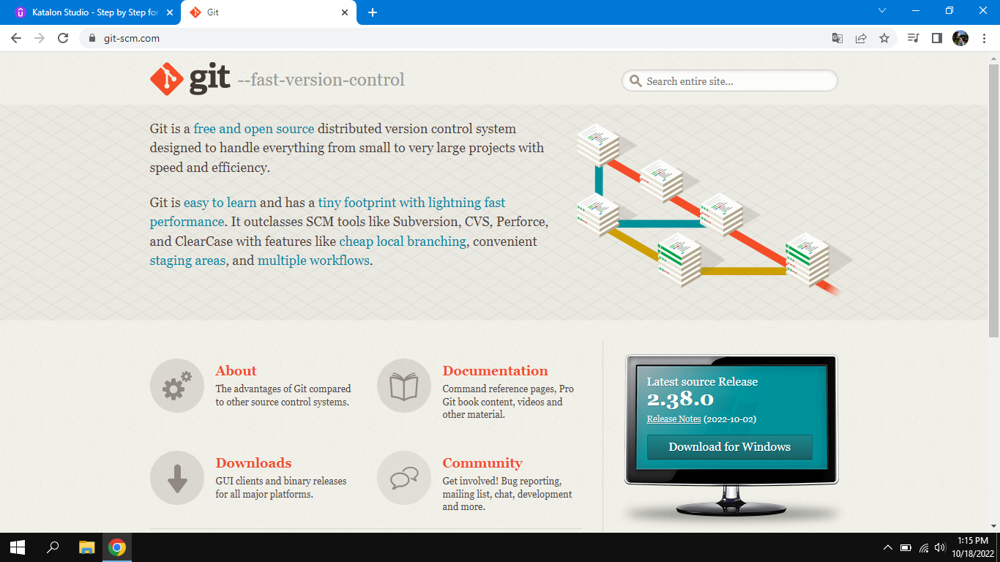 Katalon Studio - Step by Step for
Git
git-scm.com
git --fast-version-control
Search entire site...
Git is a free and open source distributed version control system
designed to handle everything from small to very large projects with
speed and efficiency.
Git is easy to learn and has a tiny footprint with lightning fast
performance. It outclasses SCM tools like Subversion, CVS, Perforce,
and ClearCase with features like cheap local branching, convenient
staging areas, and multiple workflows.
About
The advantages of Git compared
to other source control systems.
Documentation
Command reference pages, Pro
Git book content, videos and
other material.
Downloads
GUI clients and binary releases
for all major platforms.
Community
Get involved! Bug reporting,
mailing list, chat, development
and more.
Latest source Release
2.38.0
Release Notes (2022-10-02)
Download for Windows
1:15 PM
10/18/2022